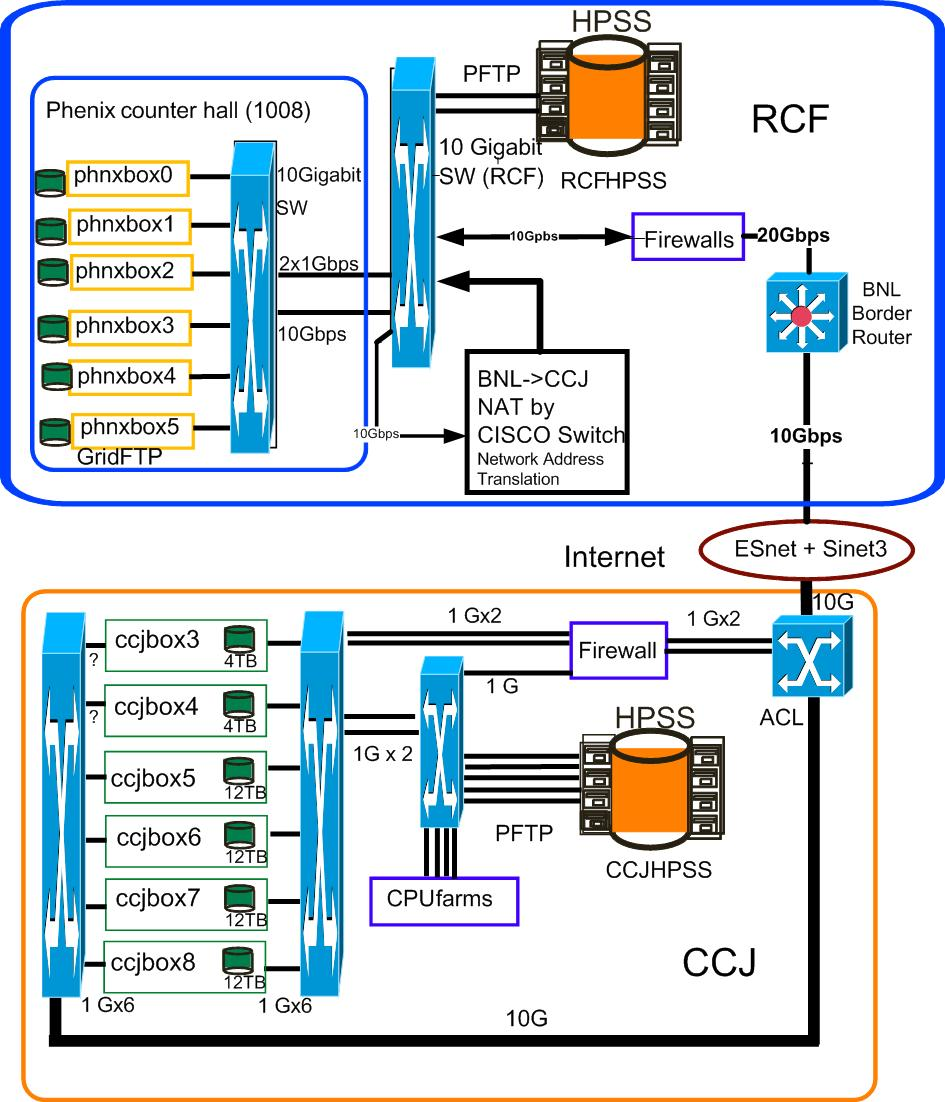 HPSS
PFTP
RCF
Phenix counter hall (1008)
10 Gigabit
SW (RCF)
RCFHPSS
phnxbox0
10Gigabit
SW
phnxbox1
10Gpbs
Firewalls
20Gbps
phnxbox2
2x1Gbps
BNL
Border
Router
phnxbox3
10Gbps
phnxbox4
BNL->CCJ
NAT by
CISCO Switch
Network Address
Translation
phnxbox5
10Gbps
10Gbps
GridFTP
Internet
ESnet + Sinet3
10G
1 Gx2
1 Gx2
ccjbox3
4TB
?
Firewall
1 G
ccjbox4
4TB
?
HPSS
ACL
1G x 2
ccjbox5
12TB
ccjbox6
12TB
PFTP
CCJHPSS
ccjbox7
12TB
CPUfarms
ccjbox8
12TB
CCJ
1 Gx6
1 Gx6
10G